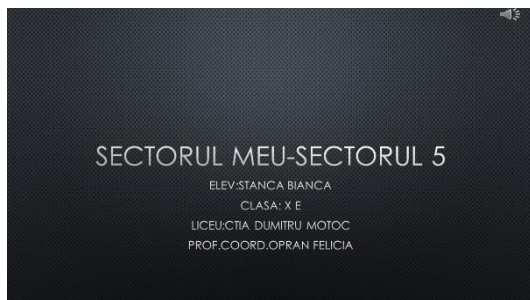 SECTORUL MEU-SECTORUL 5
ELEV:STANCA BIANCA
CLASA: X E
LICEU:CTIA DUMITRU MOTOC
PROF.COORD.OPRAN FELICIA